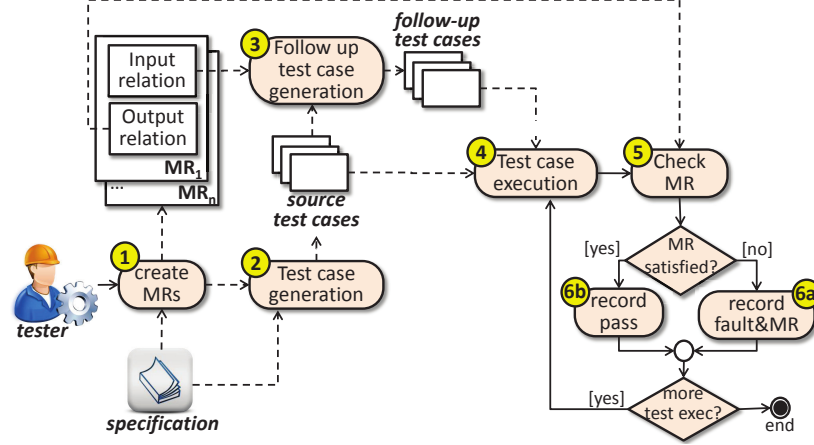 follow-up
test cases
3
Follow up
test case
generation
Input
relation
Output
relation
MR1
...
MRn
source
test cases
4
Test case
execution
5
Check
MR
1
create
MRs
2
Test case
generation
tester
specification
[yes]
MR
satisfied?
[no]
6b
record
pass
6a
record
fault&MR
[yes]
more
test exec?
end